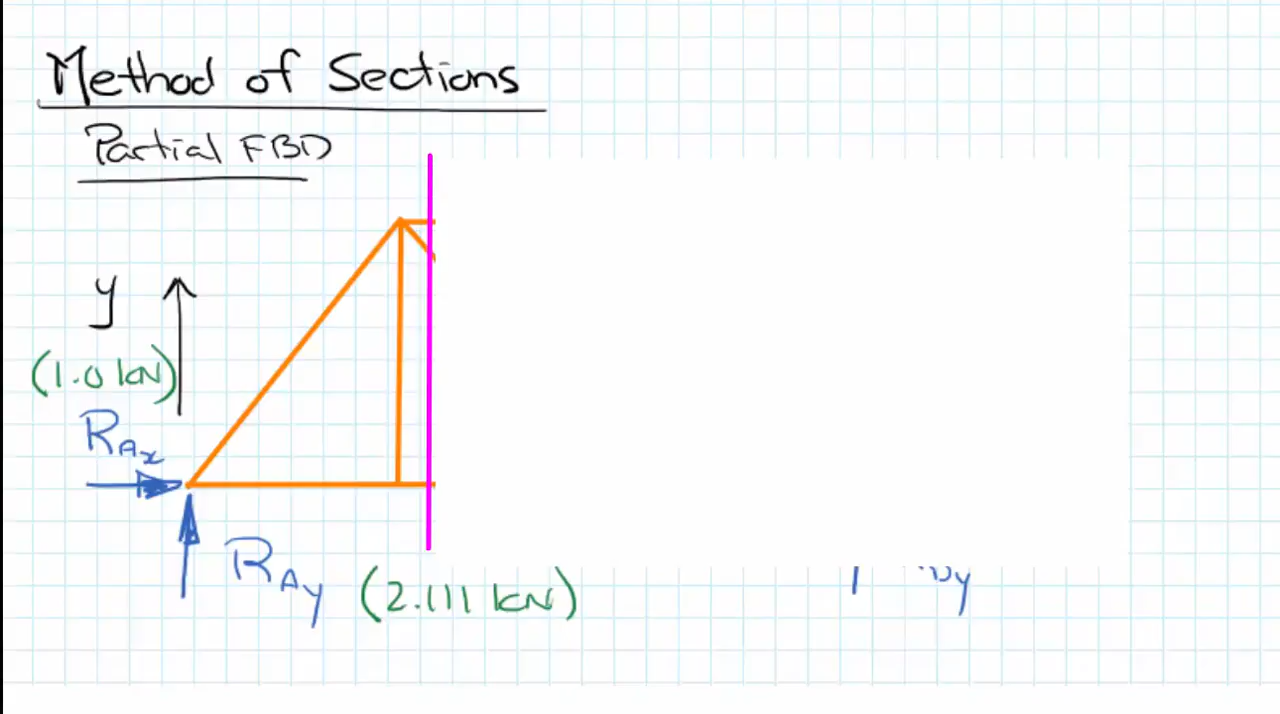 Method of Sections
Partial FBD
y
(1.0 kN)
RAx
RAy (2.111 kN)